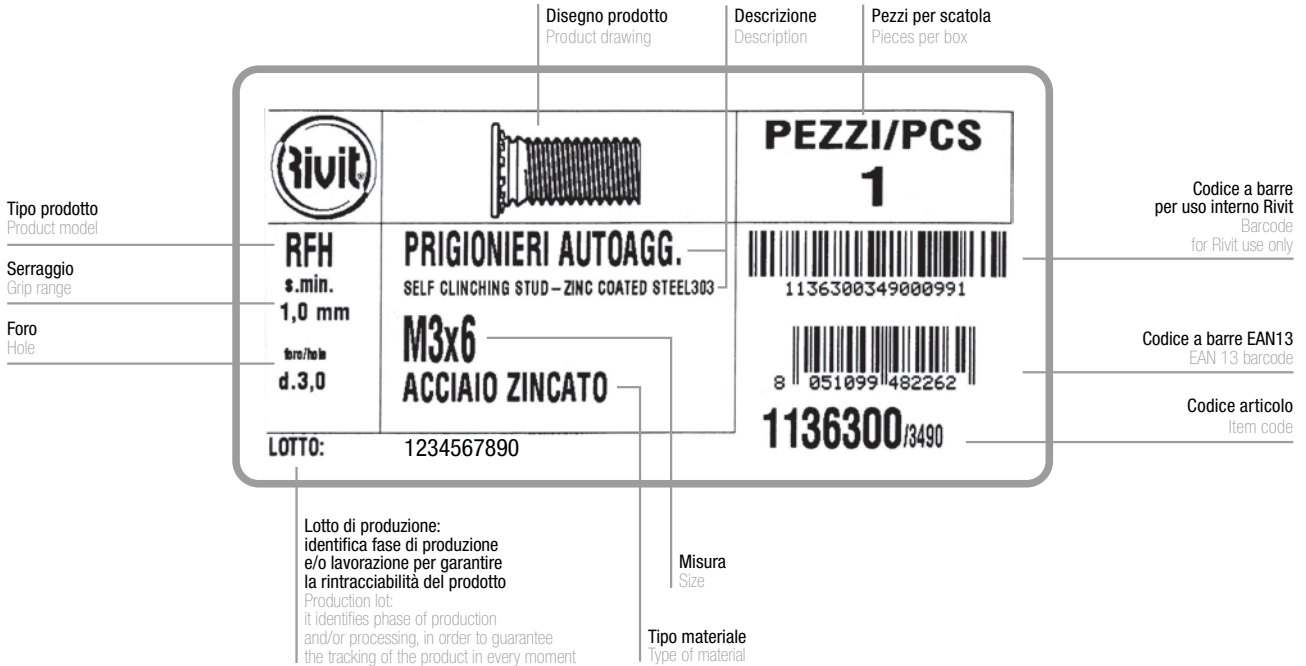 Disegno prodotto
Product drawing
Descrizione
Description
Pezzi per scatola
Pieces per box
Rivit®
PEZZI/PCS
1
Tipo prodotto
Product model
Serraggio
Grip range
Foro
Hole
RFH
s.min.
1,0 mm
foro/hole
d.3,0
PRIGIONIERI AUTOAGG.
SELF CLINCHING STUD – ZINC COATED STEEL303
M3x6
ACCIAIO ZINCATO
1136300349000991
8 051099 482262
1136300/3490
LOTTO:
1234567890
Codice a barre
per uso interno Rivit
Barcode
for Rivit use only
Codice a barre EAN13
EAN 13 barcode
Codice articolo
Item code
Lotto di produzione:
identifica fase di produzione
e/o lavorazione per garantire
la rintracciabilità del prodotto
Production lot:
it identifies phase of production
and/or processing, in order to guarantee
the tracking of the product in every moment
Misura
Size
Tipo materiale
Type of material